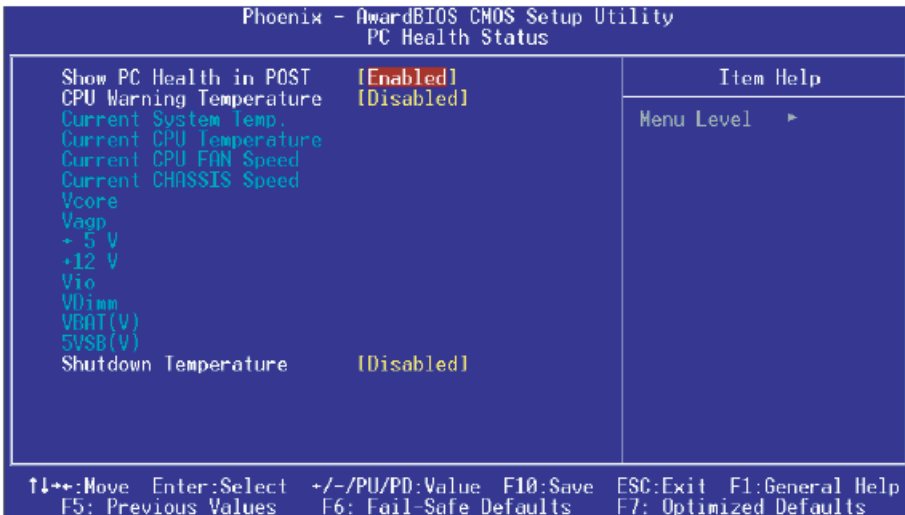 Phoenix - AwardBIOS CMOS Setup Utility
PC Health Status
Show PC Health in POST [Enabled]
CPU Warning Temperature [Disabled]
Current System Temp.
Current CPU Temperature
Current CPU FAN Speed
Current CHASSIS Speed
Vcore
Vagp
+ 5 V
+12 V
Vio
VDimm
VBAT(V)
5VSB(V)
Shutdown Temperature [Disabled]
Item Help
Menu Level ►
↑↓→←:Move Enter:Select +/-/PU/PD:Value F10:Save ESC:Exit F1:General Help
F5: Previous Values F6: Fail-Safe Defaults F7: Optimized Defaults